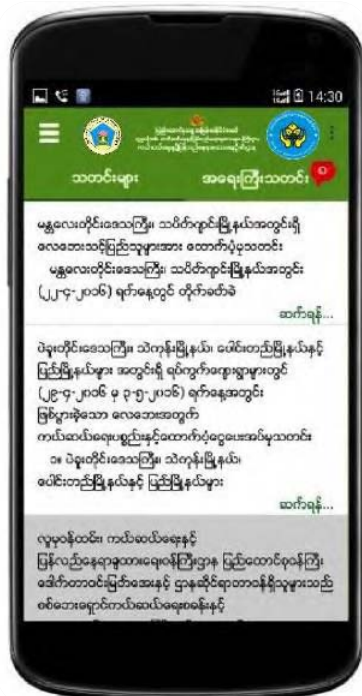 14:30
သတင်းများ
အရေးကြီးသတင်း
မန္တလေးတိုင်းဒေသကြီး၊ သပိတ်ကျင်းမြို့နယ်အတွင်းရှိ
လေဘေးသင့်ပြည်သူများအား ထောက်ပံ့မှုသတင်း
မန္တလေးတိုင်းဒေသကြီး၊ သပိတ်ကျင်းမြို့နယ်အတွင်း
(၂၂-၄-၂၀၁၆) ရက်နေ့တွင် တိုက်ခတ်ခဲ
ဆက်ရန်...
ပဲခူးတိုင်းဒေသကြီး၊ သဲကုန်းမြို့နယ်၊ ပေါင်းတည်မြို့နယ်နှင့်
ပြည်မြို့နယ်များ အတွင်းရှိ ရပ်ကွက်ကျေးရွာများတွင်
(၂၉-၄-၂၀၁၆ မှ ၃-၅-၂၀၁၆) ရက်နေ့အတွင်း
ဖြစ်ပွားခဲ့သော လေဘေးအတွက်
ကယ်ဆယ်ရေးပစ္စည်းနှင့်ထောက်ပံ့ငွေပေးအပ်မှုသတင်း
၁။ ပဲခူးတိုင်းဒေသကြီး၊ သဲကုန်းမြို့နယ်၊
ပေါင်းတည်မြို့နယ်နှင့် ပြည်မြို့နယ်များ
ဆက်ရန်...
လူမှုဝန်ထမ်း၊ ကယ်ဆယ်ရေးနှင့်
ပြန်လည်နေရာချထားရေးဝန်ကြီးဌာန ပြည်ထောင်စုဝန်ကြီး
ဒေါက်တာဝင်းမြတ်အေးနှင့် ဌာနဆိုင်ရာတာဝန်ရှိသူများသည်
စစ်ဘေးရှောင်ကယ်ဆယ်ရေးစခန်းနှင့်